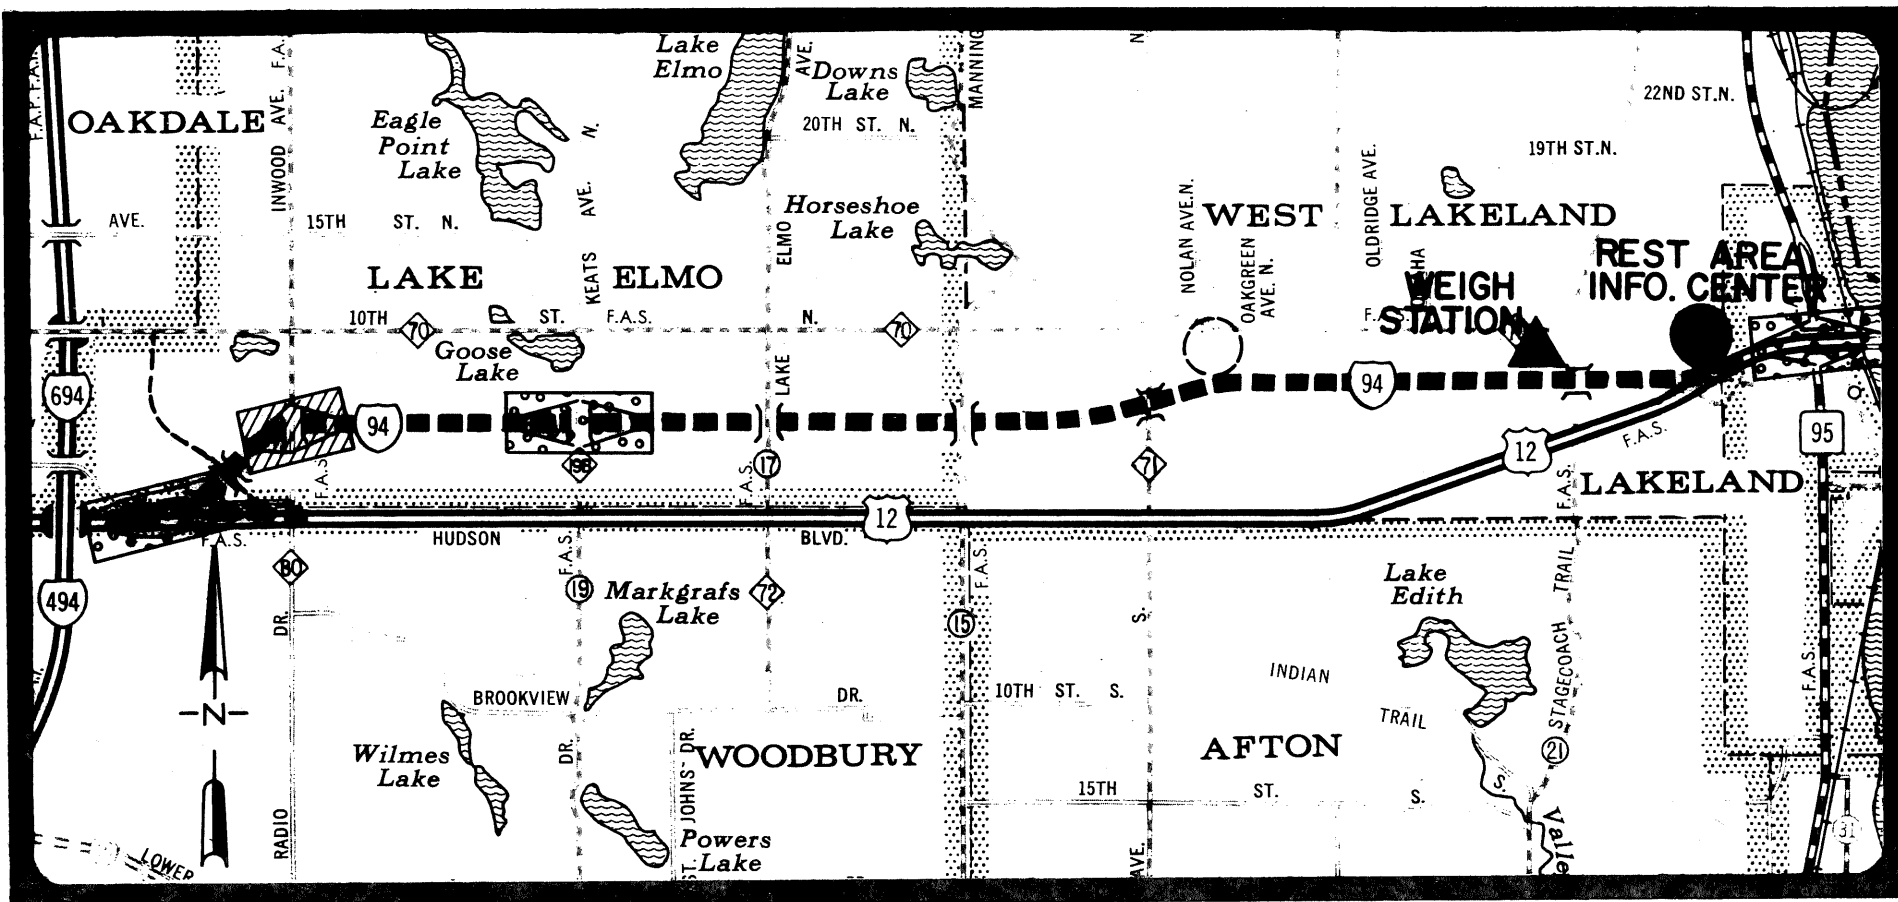 Lake
Elmo
AVE.
Downs
Lake
MANNING
N
22ND ST.N.
F.A.P.
OAKDALE
INWOOD AVE. F.A.S.
Eagle
Point
Lake
N.
20TH ST. N.
19TH ST.N.
AVE.
15TH ST. N.
KEATS AVE.
Horseshoe
Lake
ELMO
NOLAN AVE.N.
WEST LAKELAND
OAKGREEN
AVE. N.
OLDRIDGE AVE.
LAKE ELMO
REST AREA
INFO. CENTER
WEIGH
STATION
10TH ST. F.A.S. N.
70
70
Goose
Lake
LAKE
694
94
94
12
F.A.S.
95
F.A.S.
19B
F.A.S.
17
71
F.A.S.
LAKELAND
12
F.A.S.
HUDSON BLVD.
F.A.S.
F.A.S.
80
494
19
Markgrafs
Lake
72
15
Lake
Edith
STAGECOACH TRAIL
DR.
S.
INDIAN
TRAIL
F.A.S.
N
BROOKVIEW DR.
10TH ST. S.
Wilmes
Lake
DR.
ST. JOHNS DR.
WOODBURY
AFTON
21
15TH ST. S.
S.
RADIO
Powers
Lake
AVE.
Valle
31
LOWER